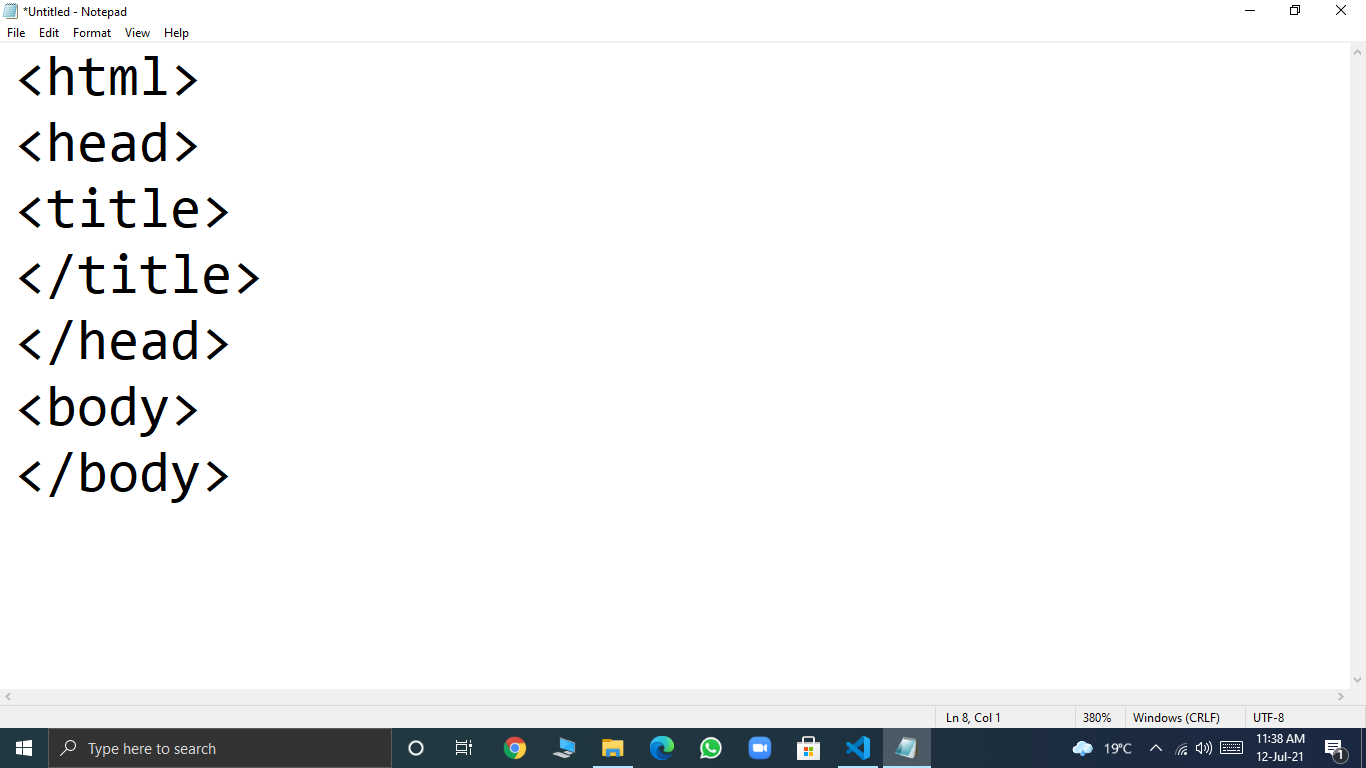 *Untitled - Notepad
File Edit Format View Help
<html>
<head>
<title>
</title>
</head>
<body>
</body>
Ln 8, Col 1 380% Windows (CRLF) UTF-8
Type here to search 19°C 11:38 AM
12-Jul-21 1